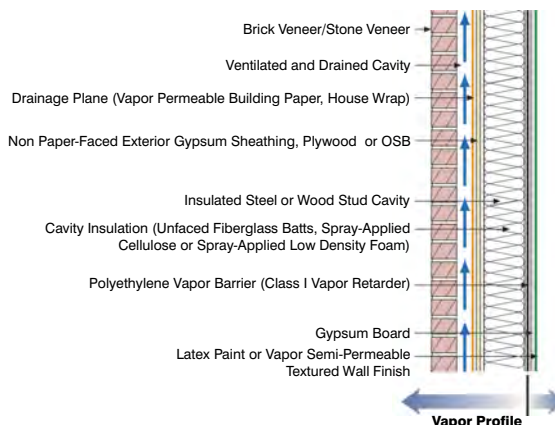 Brick Veneer/Stone Veneer
Ventilated and Drained Cavity
Drainage Plane (Vapor Permeable Building Paper, House Wrap)
Non Paper-Faced Exterior Gypsum Sheathing, Plywood or OSB
Insulated Steel or Wood Stud Cavity
Cavity Insulation (Unfaced Fiberglass Batts, Spray-Applied
Cellulose or Spray-Applied Low Density Foam)
Polyethylene Vapor Barrier (Class I Vapor Retarder)
Gypsum Board
Latex Paint or Vapor Semi-Permeable
Textured Wall Finish
Vapor Profile